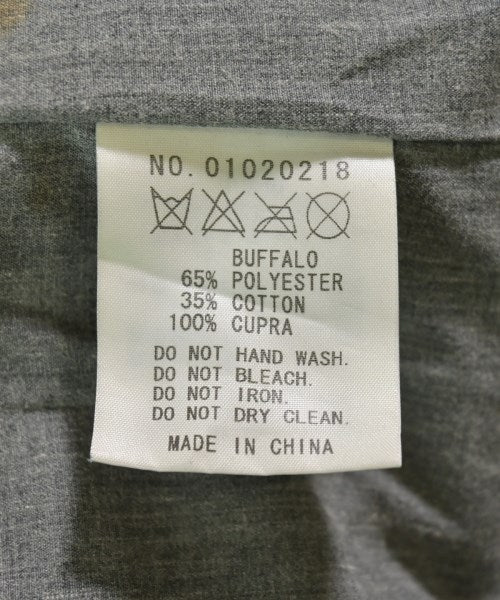 NO. 01020218
BUFFALO
65% POLYESTER
35% COTTON
100% CUPRA
DO NOT HAND WASH.
DO NOT BLEACH.
DO NOT IRON.
DO NOT DRY CLEAN.
MADE IN CHINA